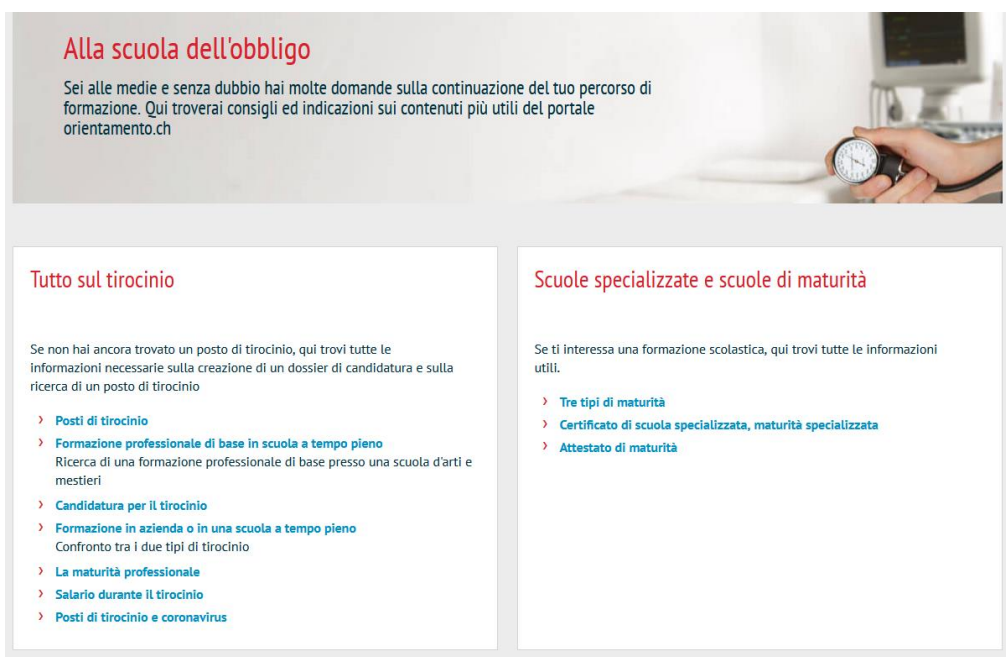 Alla scuola dell'obbligo
Sei alle medie e senza dubbio hai molte domande sulla continuazione del tuo percorso di
formazione. Qui troverai consigli ed indicazioni sui contenuti più utili del portale
orientamento.ch
Tutto sul tirocinio
Se non hai ancora trovato un posto di tirocinio, qui trovi tutte le
informazioni necessarie sulla creazione di un dossier di candidatura e sulla
ricerca di un posto di tirocinio
Posti di tirocinio
Formazione professionale di base in scuola a tempo pieno
Ricerca di una formazione professionale di base presso una scuola d'arti e
mestieri
Candidatura per il tirocinio
Formazione in azienda o in una scuola a tempo pieno
Confronto tra i due tipi di tirocinio
La maturità professionale
Salario durante il tirocinio
Posti di tirocinio e coronavirus
Scuole specializzate e scuole di maturità
Se ti interessa una formazione scolastica, qui trovi tutte le informazioni
utili.
Tre tipi di maturità
Certificato di scuola specializzata, maturità specializzata
Attestato di maturità